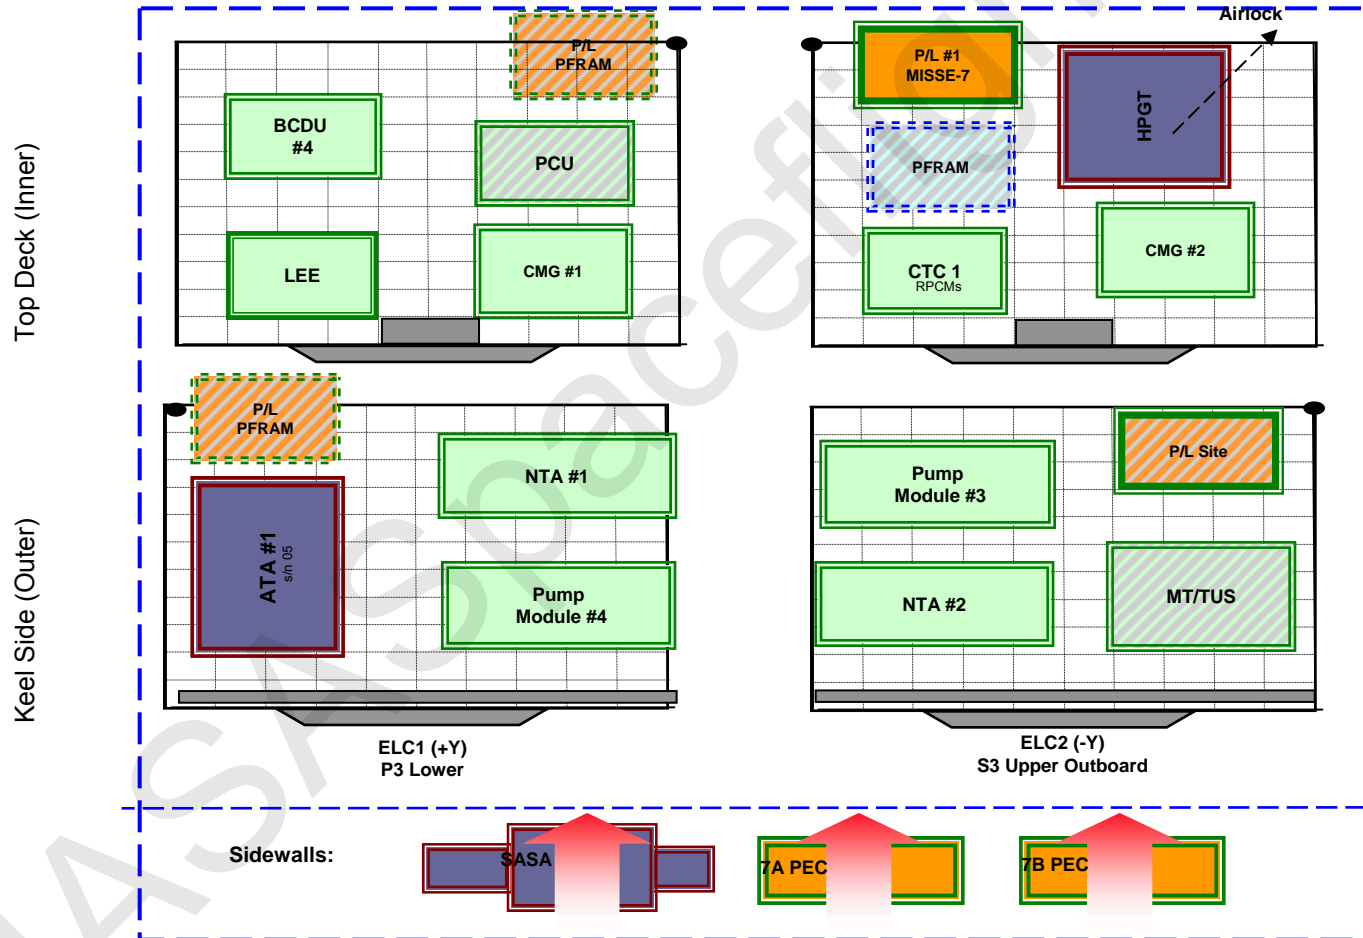 Airlock
Top Deck (Inner)
P/L
PFRAM
BCDU
#4
PCU
LEE
CMG #1
P/L #1
MISSE-7
HPGT
PFRAM
CTC 1
RPCMs
CMG #2
Keel Side (Outer)
P/L
PFRAM
ATA #1
s/n 05
NTA #1
Pump
Module #4
Pump
Module #3
P/L Site
NTA #2
MT/TUS
ELC1 (+Y)
P3 Lower
ELC2 (-Y)
S3 Upper Outboard
Sidewalls:
SASA
7A PEC
7B PEC
NASASpaceflight